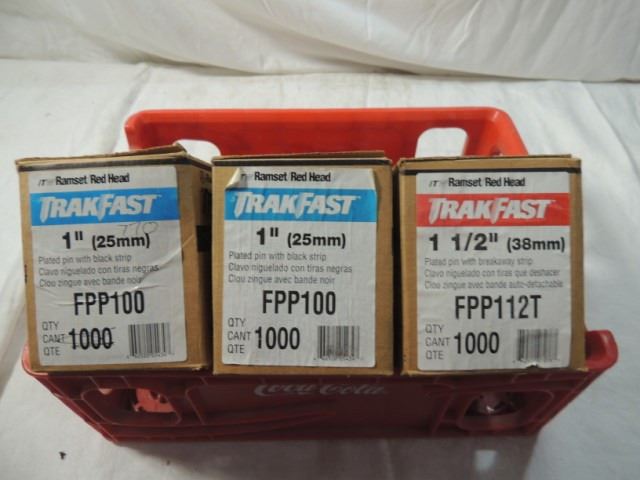 ITW Ramset/Red Head
TRAKFAST
1" (25mm)
770
Plated pin with black strip
Clavo niguelado con tiras negras
Clou zingue avec bande noir
FPP100
QTY
CANT 1000
QTE
ITW Ramset/Red Head
TRAKFAST
1" (25mm)
Plated pin with black strip
Clavo niguelado con tiras negras
Clou zingue avec bande noir
FPP100
QTY
CANT 1000
QTE
ITW Ramset/Red Head
TRAKFAST
1 1/2" (38mm)
Plated pin with breakaway strip
Clavo niguelado con tiras que deshacer
Clou zingue avec bande auto-detachable
FPP112T
QTY
CANT 1000
QTE
Coca-Cola